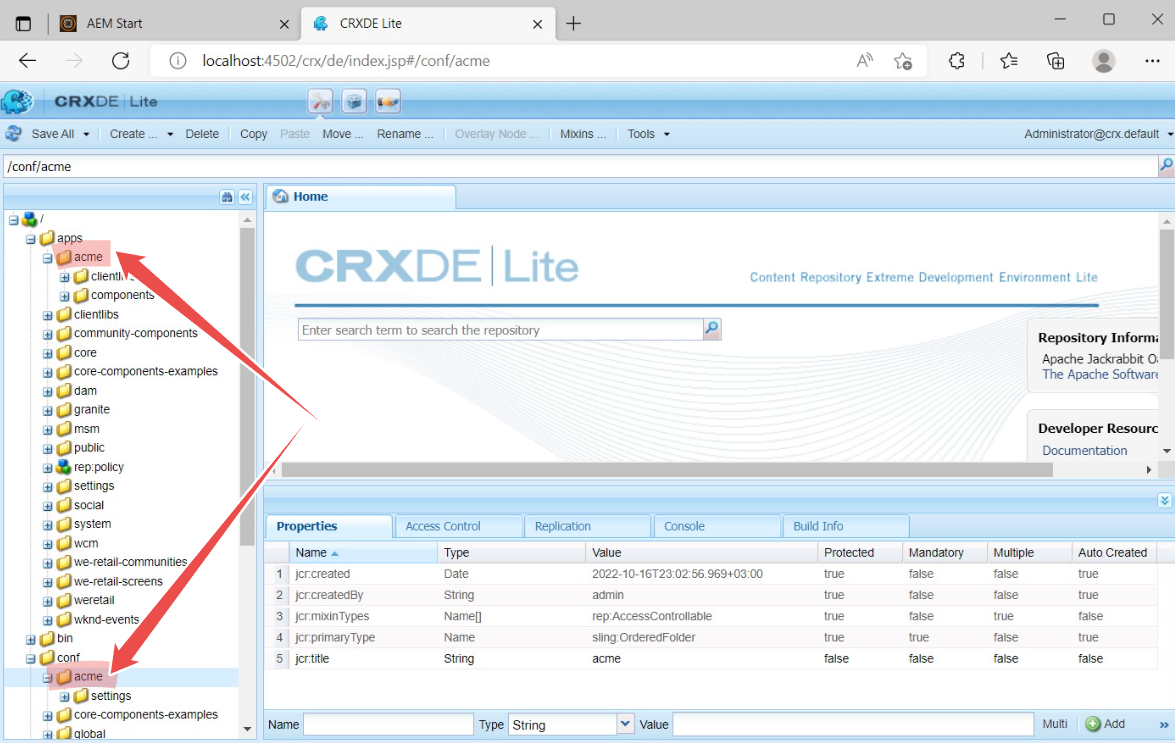 AEM Start
CRXDE Lite
localhost:4502/crx/de/index.jsp#/conf/acme
CRXDE | Lite
Save All
Create ...
Delete
Copy
Paste
Move ...
Rename ...
Overlay Node ...
Mixins ...
Tools
Administrator@crx.default
/conf/acme
/
apps
acme
components
clientlibs
community-components
core
core-components-examples
dam
granite
msm
public
rep:policy
settings
social
system
wcm
we-retail-communities
we-retail-screens
weretail
wknd-events
bin
conf
acme
settings
core-components-examples
global
Home
CRXDE | Lite
Content Repository Extreme Development Environment Lite
Enter search term to search the repository
Repository Informa
Apache Jackrabbit O
The Apache Software
Developer Resourc
Documentation
Properties
Access Control
Replication
Console
Build Info
Name Type Value Protected Mandatory Multiple Auto Created
1 jcr:created Date 2022-10-16T23:02:56.969+03:00 true false false true
2 jcr:createdBy String admin true false false true
3 jcr:mixinTypes Name[] rep:AccessControllable true false true false
4 jcr:primaryType Name sling:OrderedFolder true true false true
5 jcr:title String acme false false false false
Name Type String Value Multi Add